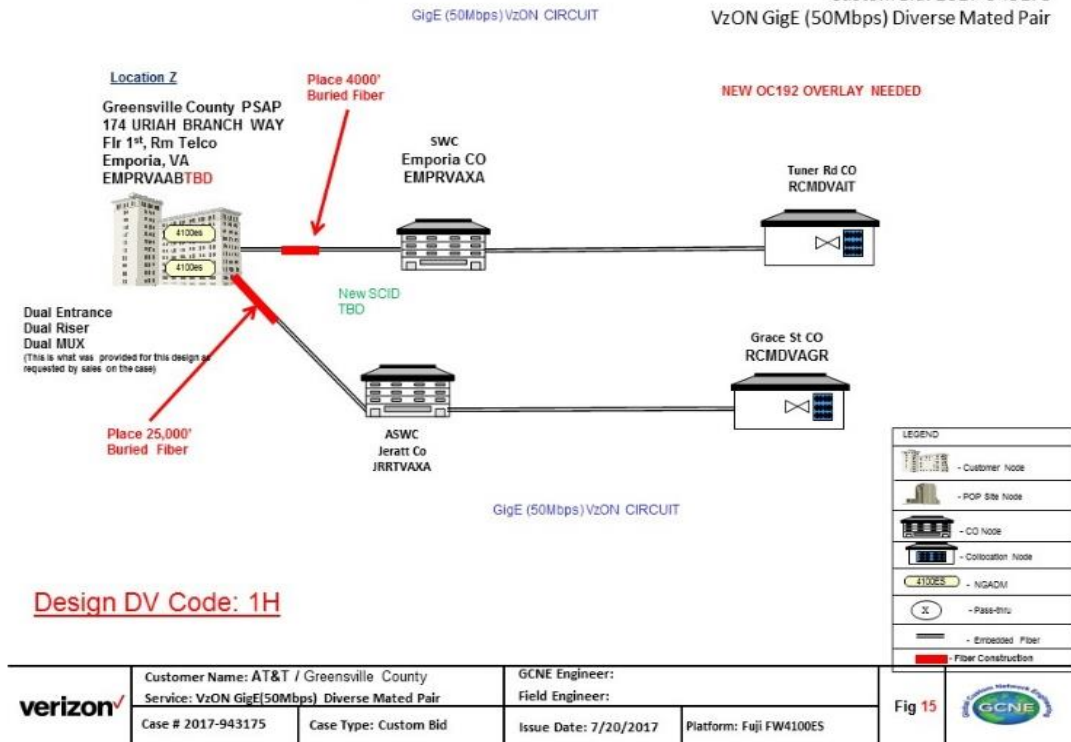 GigE (50Mbps) VzON CIRCUIT
VzON GigE (50Mbps) Diverse Mated Pair
Location Z
Greensville County PSAP
174 URIAH BRANCH WAY
Flr 1st, Rm Telco
Emporia, VA
EMPRVAABTBD
Place 4000'
Buried Fiber
NEW OC192 OVERLAY NEEDED
SWC
Emporia CO
EMPRVAXA
Tuner Rd CO
RCMDVAIT
4100es
4100es
New SCID
TBD
Dual Entrance
Dual Riser
Dual MUX
(This is what was provided for this design as
requested by sales on the case)
Grace St CO
RCMDVAGR
Place 25,000'
Buried Fiber
ASWC
Jeratt Co
JRRTVAXA
GigE (50Mbps) VzON CIRCUIT
LEGEND
- Customer Node
- POP Site Node
- CO Node
- Collocation Node
4100ES - NGADM
X - Pass-thru
- Embedded Fiber
- Fiber Construction
Design DV Code: 1H
verizon
Customer Name: AT&T / Greensville County
Service: VzON GigE(50Mbps) Diverse Mated Pair
Case # 2017-943175
Case Type: Custom Bid
GCNE Engineer:
Field Engineer:
Issue Date: 7/20/2017
Platform: Fuji FW4100ES
Fig 15
GCNE